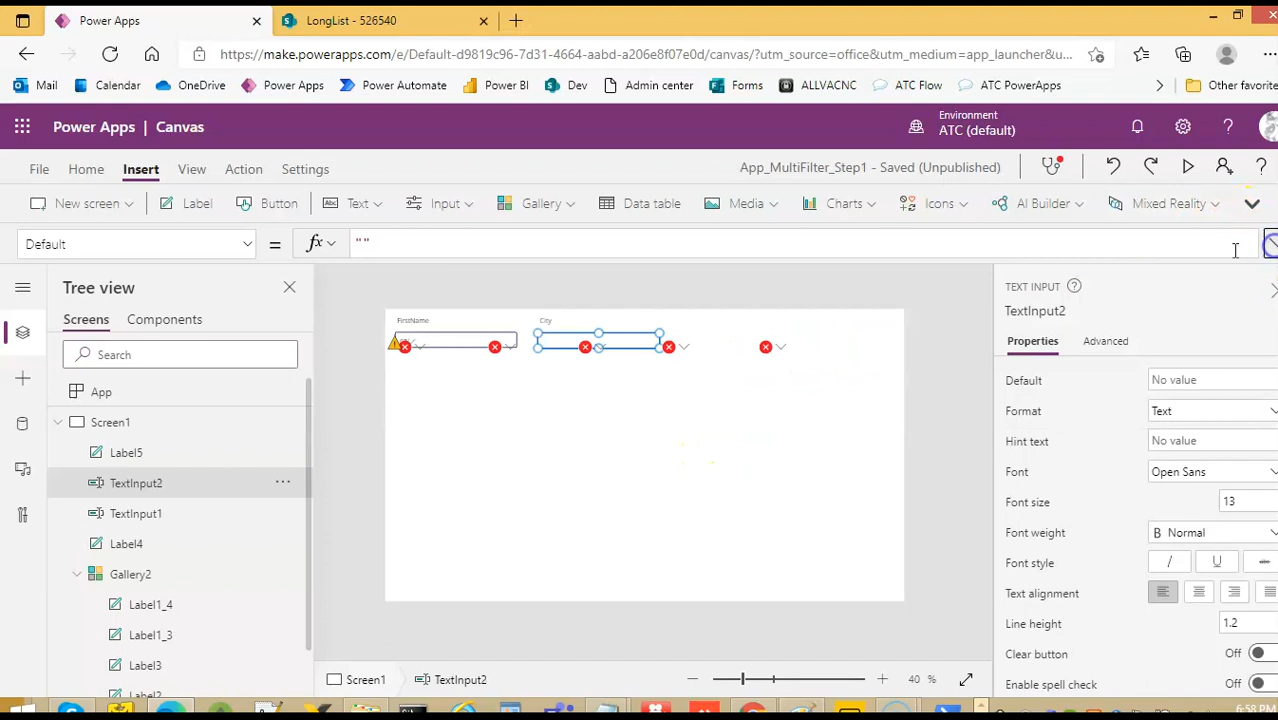 Power Apps
LongList - 526540
https://make.powerapps.com/e/Default-d9819c96-7d31-4664-aabd-a206e8f07e0d/canvas/?utm_source=office&utm_medium=app_launcher&u...
Mail Calendar OneDrive Power Apps Power Automate Power BI Dev Admin center Forms ALLVACNC ATC Flow ATC PowerApps Other favorite
Power Apps | Canvas
Environment
ATC (default)
File Home Insert View Action Settings App_MultiFilter_Step1 - Saved (Unpublished)
New screen Label Button Text Input Gallery Data table Media Charts Icons AI Builder Mixed Reality
Default = fx ""
Tree view
Screens Components
Search
App
Screen1
Label5
TextInput2
TextInput1
Label4
Gallery2
Label1_4
Label1_3
Label3
Label2
FirstName City
Screen1 TextInput2 40 %
TEXT INPUT
TextInput2
Properties Advanced
Default No value
Format Text
Hint text No value
Font Open Sans
Font size 13
Font weight B Normal
Font style / U
Text alignment
Line height 1.2
Clear button Off
Enable spell check Off
6:58 PM